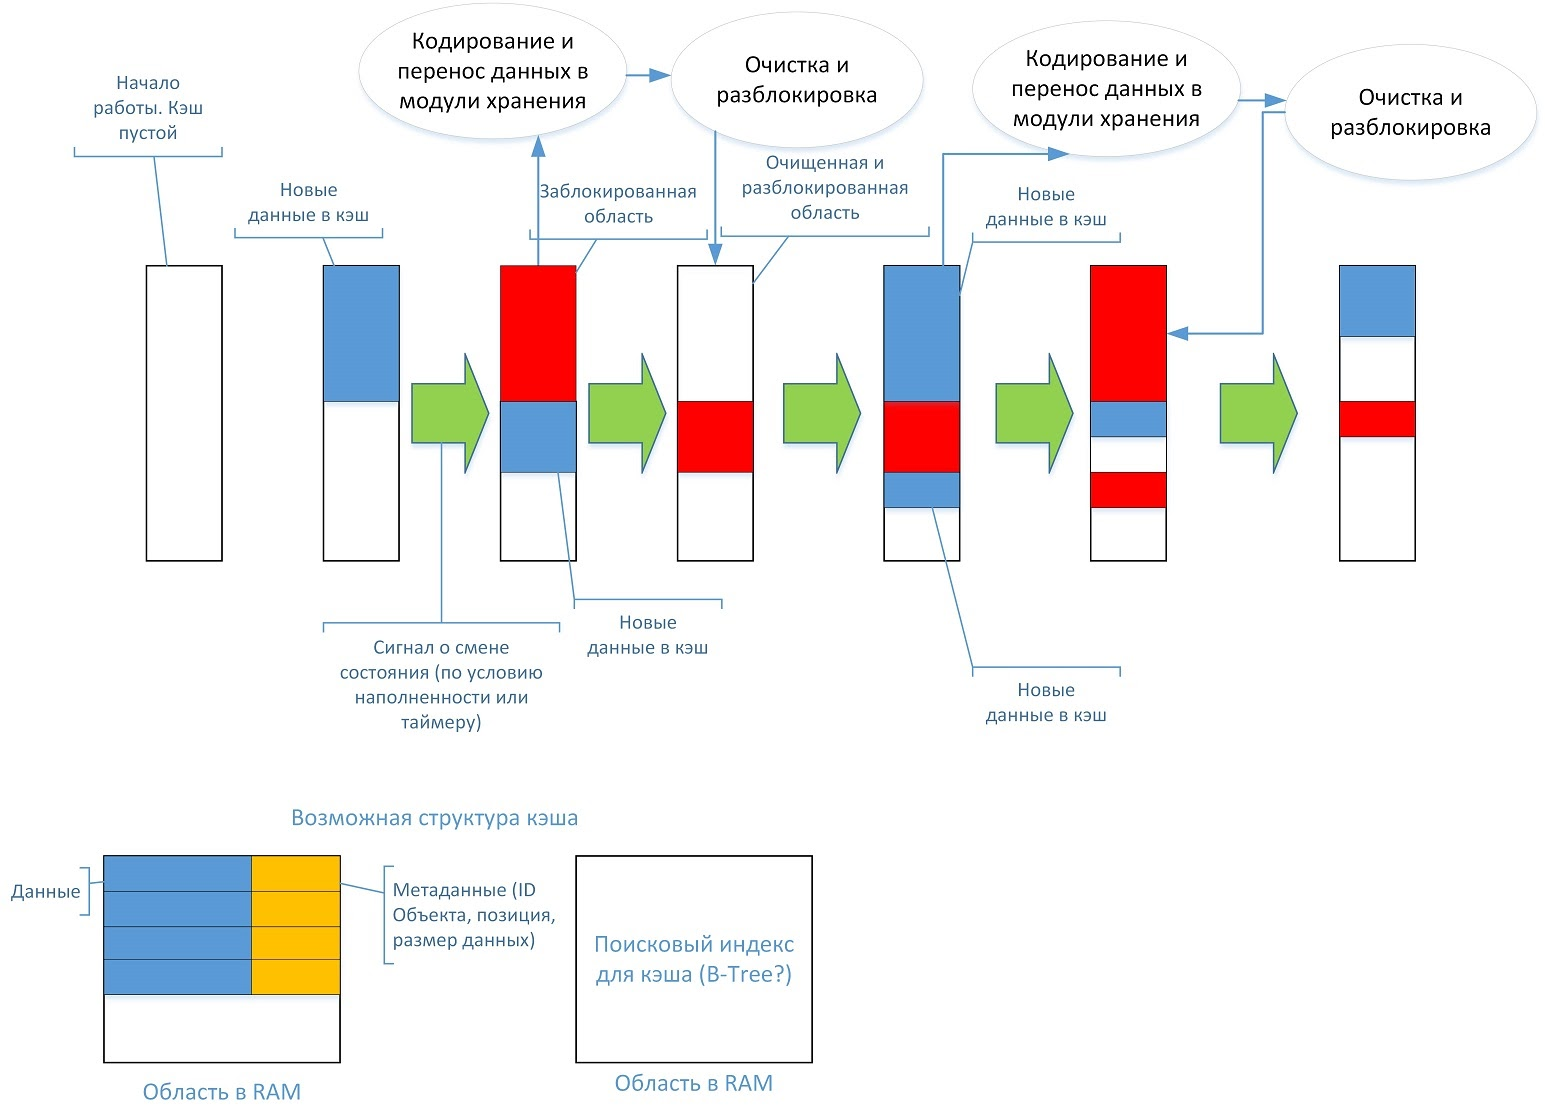 Кодирование и
перенос данных в
модули хранения
Очистка и
разблокировка
Кодирование и
перенос данных в
модули хранения
Очистка и
разблокировка
Начало
работы. Кэш
пустой
Новые
данные в кэш
Заблокированная
область
Очищенная и
разблокированная
область
Новые
данные в кэш
Сигнал о смене
состояния (по условию
наполненности или
таймеру)
Новые
данные в кэш
Новые
данные в кэш
Возможная структура кэша
Данные
Метаданные (ID
Объекта, позиция,
размер данных)
Поисковый индекс
для кэша (B-Tree?)
Область в RAM
Область в RAM